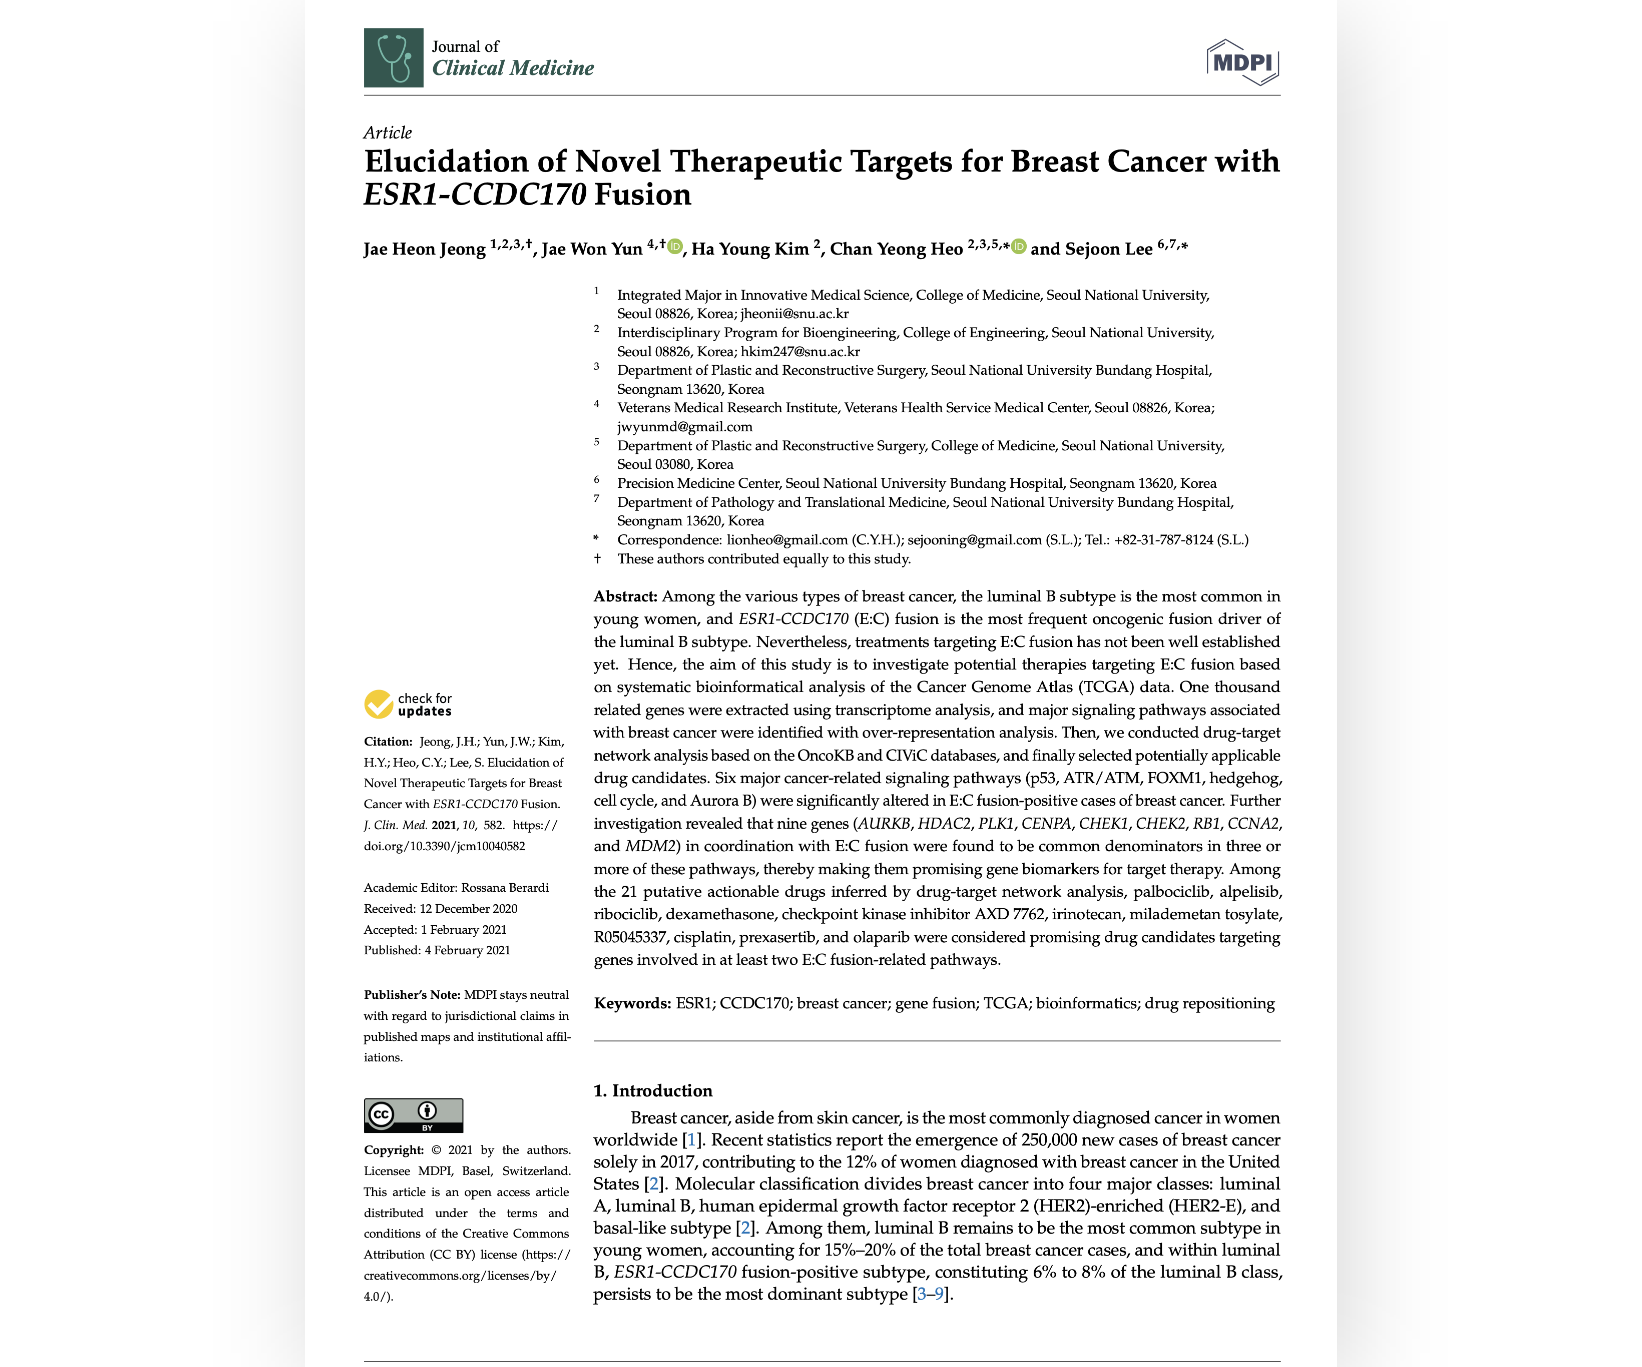 Journal of
Clinical Medicine
MDPI
Article
Elucidation of Novel Therapeutic Targets for Breast Cancer with
ESR1-CCDC170 Fusion
Jae Heon Jeong 1,2,3,†, Jae Won Yun 4,† iD, Ha Young Kim 2, Chan Yeong Heo 2,3,5,* iD and Sejoon Lee 6,7,*
1 Integrated Major in Innovative Medical Science, College of Medicine, Seoul National University,
Seoul 08826, Korea; jheonii@snu.ac.kr
2 Interdisciplinary Program for Bioengineering, College of Engineering, Seoul National University,
Seoul 08826, Korea; hkim247@snu.ac.kr
3 Department of Plastic and Reconstructive Surgery, Seoul National University Bundang Hospital,
Seongnam 13620, Korea
4 Veterans Medical Research Institute, Veterans Health Service Medical Center, Seoul 08826, Korea;
jwyunmd@gmail.com
5 Department of Plastic and Reconstructive Surgery, College of Medicine, Seoul National University,
Seoul 03080, Korea
6 Precision Medicine Center, Seoul National University Bundang Hospital, Seongnam 13620, Korea
7 Department of Pathology and Translational Medicine, Seoul National University Bundang Hospital,
Seongnam 13620, Korea
* Correspondence: lionheo@gmail.com (C.Y.H.); sejooning@gmail.com (S.L.); Tel.: +82-31-787-8124 (S.L.)
† These authors contributed equally to this study.
Abstract: Among the various types of breast cancer, the luminal B subtype is the most common in
young women, and ESR1-CCDC170 (E:C) fusion is the most frequent oncogenic fusion driver of
the luminal B subtype. Nevertheless, treatments targeting E:C fusion has not been well established
yet. Hence, the aim of this study is to investigate potential therapies targeting E:C fusion based
on systematic bioinformatical analysis of the Cancer Genome Atlas (TCGA) data. One thousand
related genes were extracted using transcriptome analysis, and major signaling pathways associated
with breast cancer were identified with over-representation analysis. Then, we conducted drug-target
network analysis based on the OncoKB and CIViC databases, and finally selected potentially applicable
drug candidates. Six major cancer-related signaling pathways (p53, ATR/ATM, FOXM1, hedgehog,
cell cycle, and Aurora B) were significantly altered in E:C fusion-positive cases of breast cancer. Further
investigation revealed that nine genes (AURKB, HDAC2, PLK1, CENPA, CHEK1, CHEK2, RB1, CCNA2,
and MDM2) in coordination with E:C fusion were found to be common denominators in three or
more of these pathways, thereby making them promising gene biomarkers for target therapy. Among
the 21 putative actionable drugs inferred by drug-target network analysis, palbociclib, alpelisib,
ribociclib, dexamethasone, checkpoint kinase inhibitor AXD 7762, irinotecan, milademetan tosylate,
R05045337, cisplatin, prexasertib, and olaparib were considered promising drug candidates targeting
genes involved in at least two E:C fusion-related pathways.
Keywords: ESR1; CCDC170; breast cancer; gene fusion; TCGA; bioinformatics; drug repositioning
check for
updates
Citation: Jeong, J.H.; Yun, J.W.; Kim,
H.Y.; Heo, C.Y.; Lee, S. Elucidation of
Novel Therapeutic Targets for Breast
Cancer with ESR1-CCDC170 Fusion.
J. Clin. Med. 2021, 10, 582. https://
doi.org/10.3390/jcm10040582
Academic Editor: Rossana Berardi
Received: 12 December 2020
Accepted: 1 February 2021
Published: 4 February 2021
Publisher's Note: MDPI stays neutral
with regard to jurisdictional claims in
published maps and institutional affil-
iations.
cc BY
Copyright: © 2021 by the authors.
Licensee MDPI, Basel, Switzerland.
This article is an open access article
distributed under the terms and
conditions of the Creative Commons
Attribution (CC BY) license (https://
creativecommons.org/licenses/by/
4.0/).
1. Introduction
Breast cancer, aside from skin cancer, is the most commonly diagnosed cancer in women
worldwide [1]. Recent statistics report the emergence of 250,000 new cases of breast cancer
solely in 2017, contributing to the 12% of women diagnosed with breast cancer in the United
States [2]. Molecular classification divides breast cancer into four major classes: luminal
A, luminal B, human epidermal growth factor receptor 2 (HER2)-enriched (HER2-E), and
basal-like subtype [2]. Among them, luminal B remains to be the most common subtype in
young women, accounting for 15%–20% of the total breast cancer cases, and within luminal
B, ESR1-CCDC170 fusion-positive subtype, constituting 6% to 8% of the luminal B class,
persists to be the most dominant subtype [3–9].